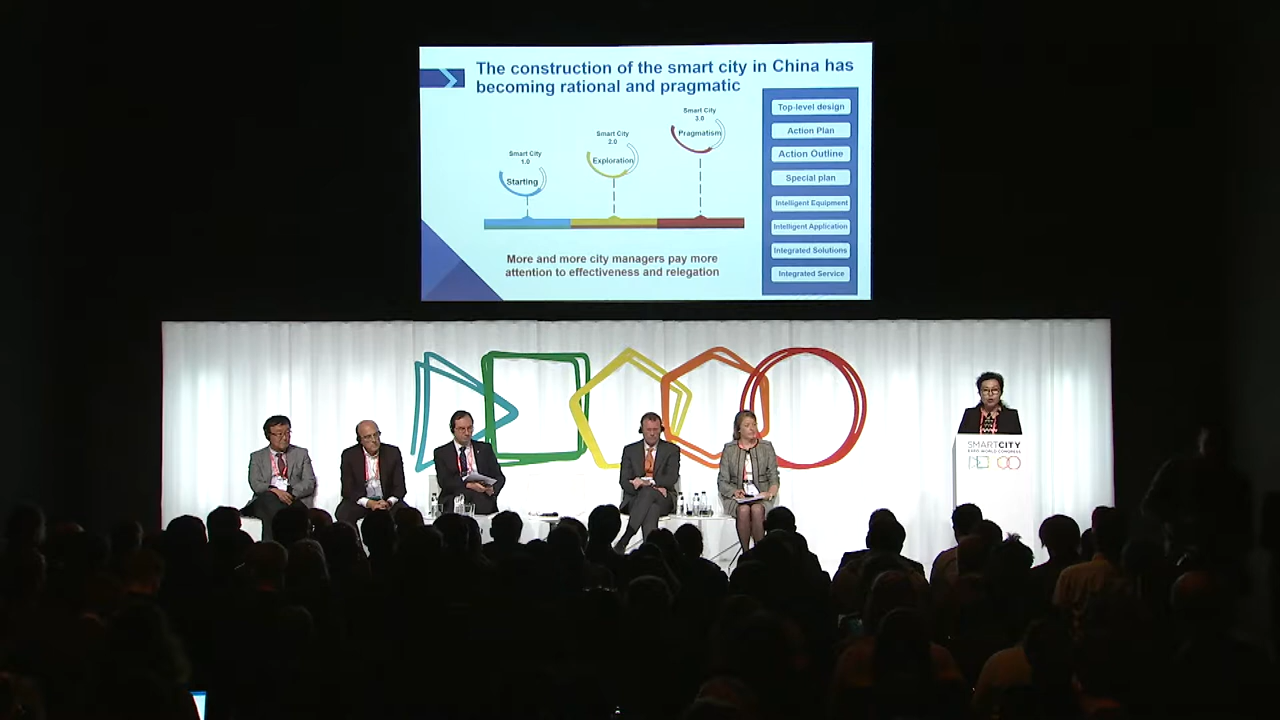 The construction of the smart city in China has
becoming rational and pragmatic
Smart City
1.0
Starting
Smart City
2.0
Exploration
Smart City
3.0
Pragmatism
More and more city managers pay more
attention to effectiveness and relegation
Top-level design
Action Plan
Action Outline
Special plan
Intelligent Equipment
Intelligent Application
Integrated Solutions
Integrated Service
SMARTCITY
EXPO WORLD CONGRESS